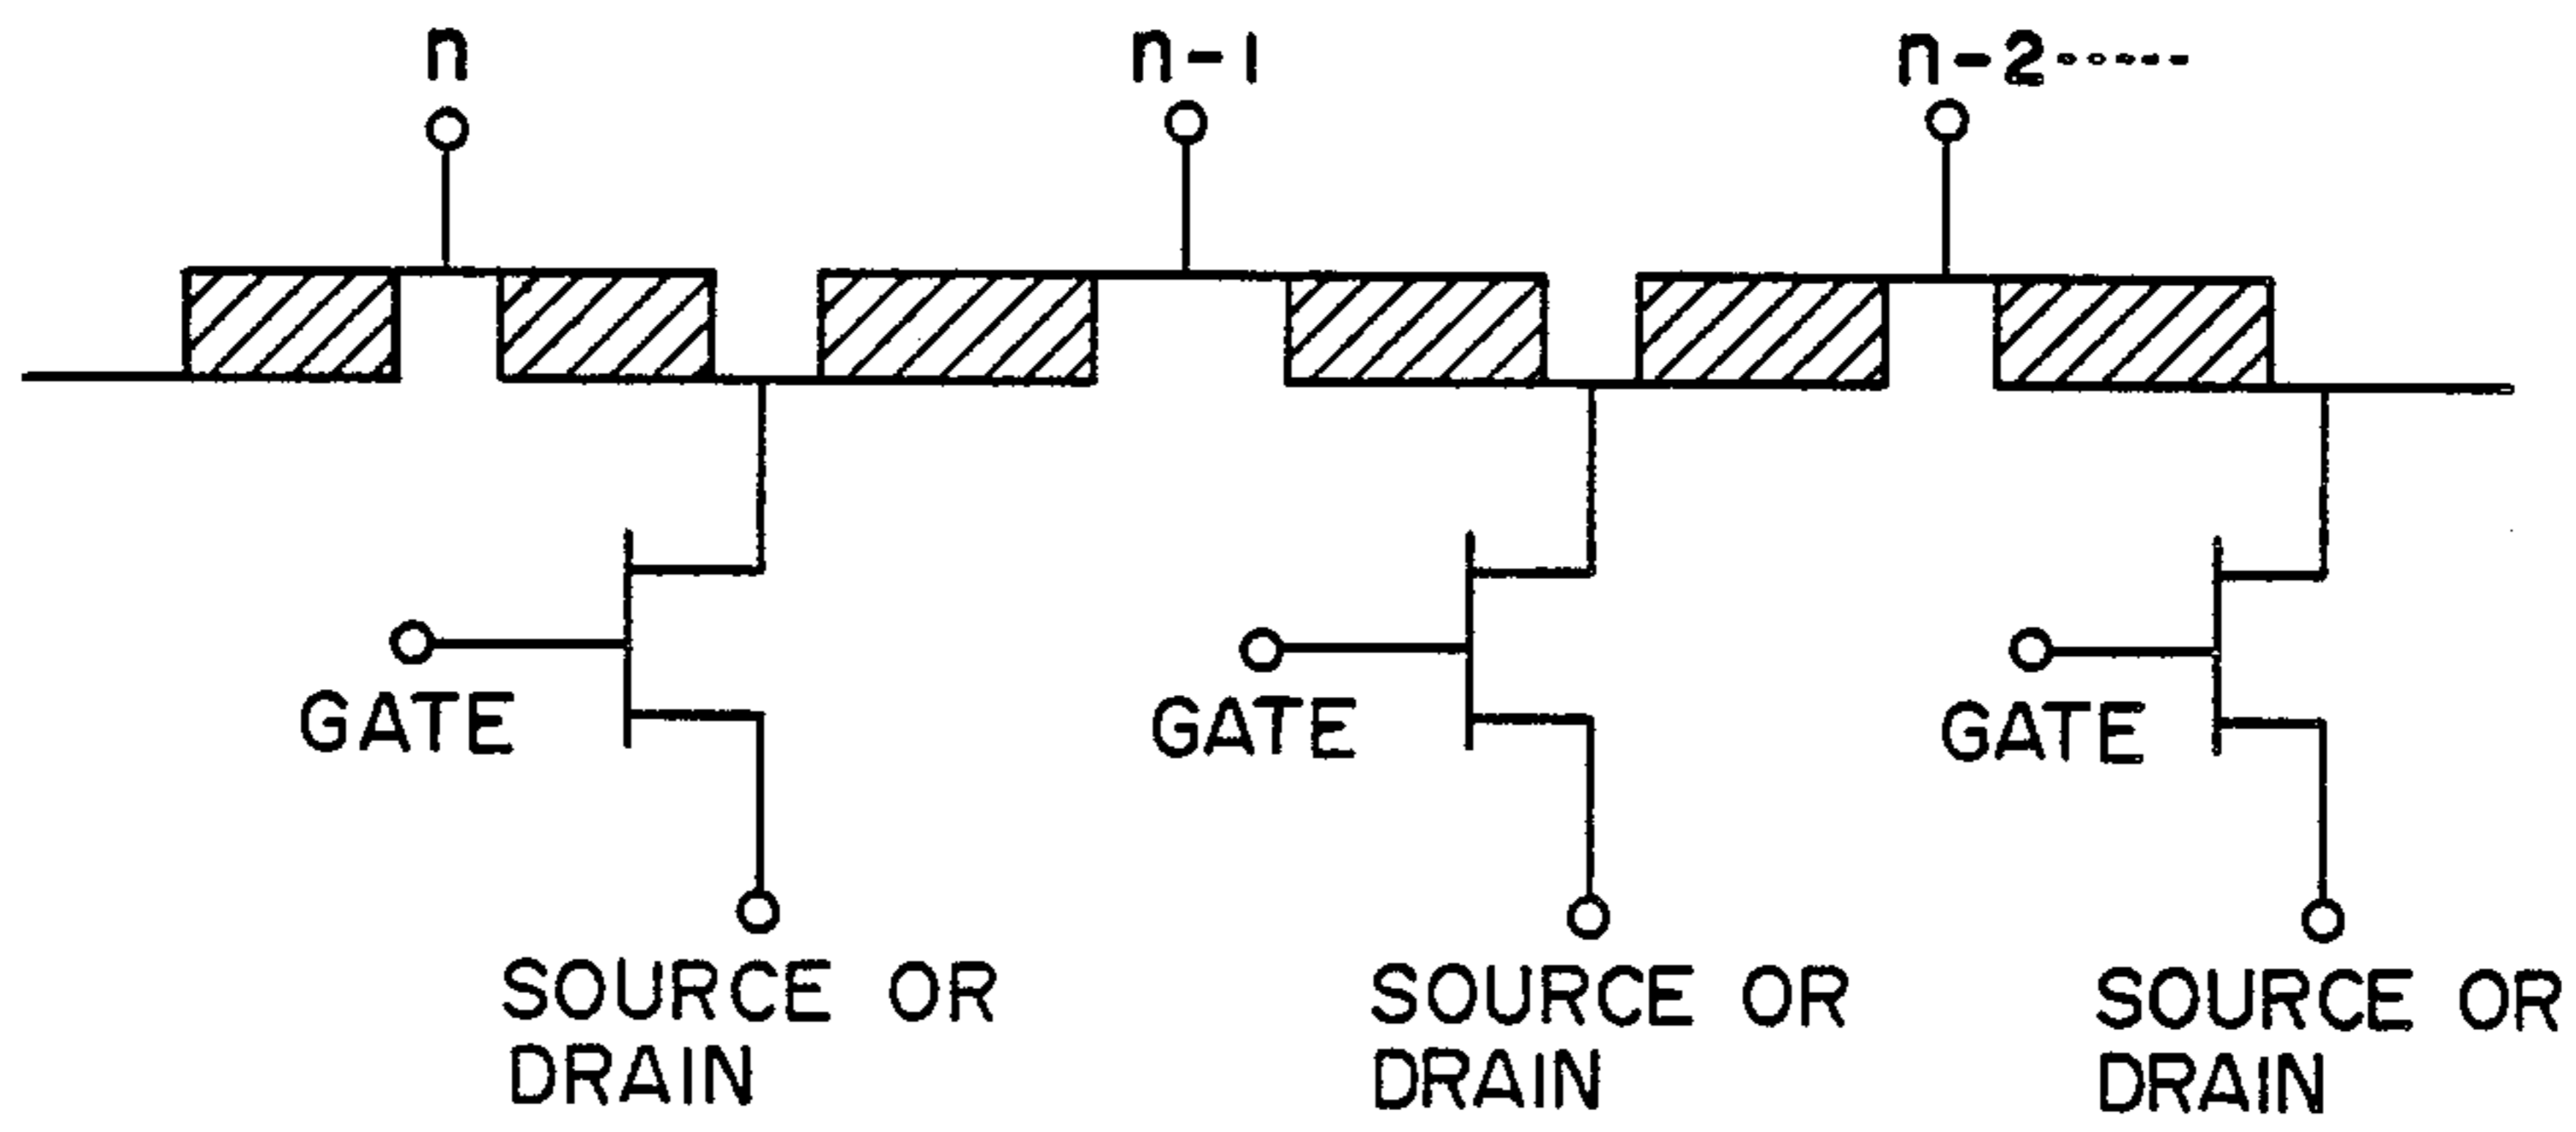 n n-1 n-2-----
GATE GATE GATE
SOURCE OR SOURCE OR SOURCE OR
DRAIN DRAIN DRAIN